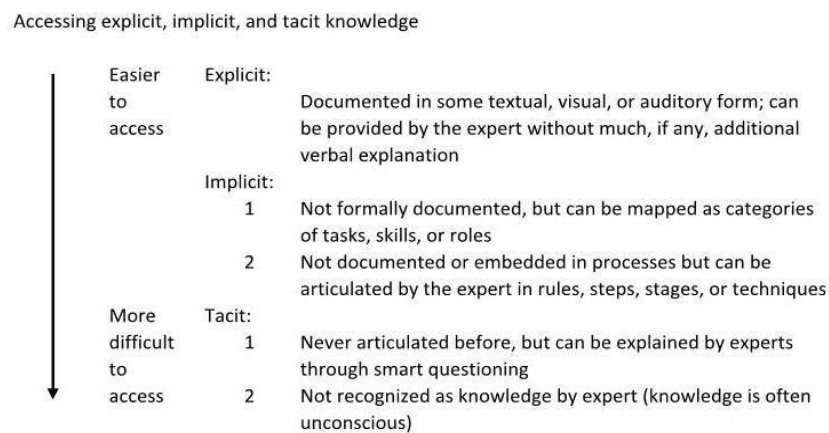 Accessing explicit, implicit, and tacit knowledge
Easier Explicit:
to Documented in some textual, visual, or auditory form; can
access be provided by the expert without much, if any, additional
verbal explanation
Implicit:
1 Not formally documented, but can be mapped as categories
of tasks, skills, or roles
2 Not documented or embedded in processes but can be
articulated by the expert in rules, steps, stages, or techniques
More Tacit:
difficult 1 Never articulated before, but can be explained by experts
to through smart questioning
access 2 Not recognized as knowledge by expert (knowledge is often
unconscious)